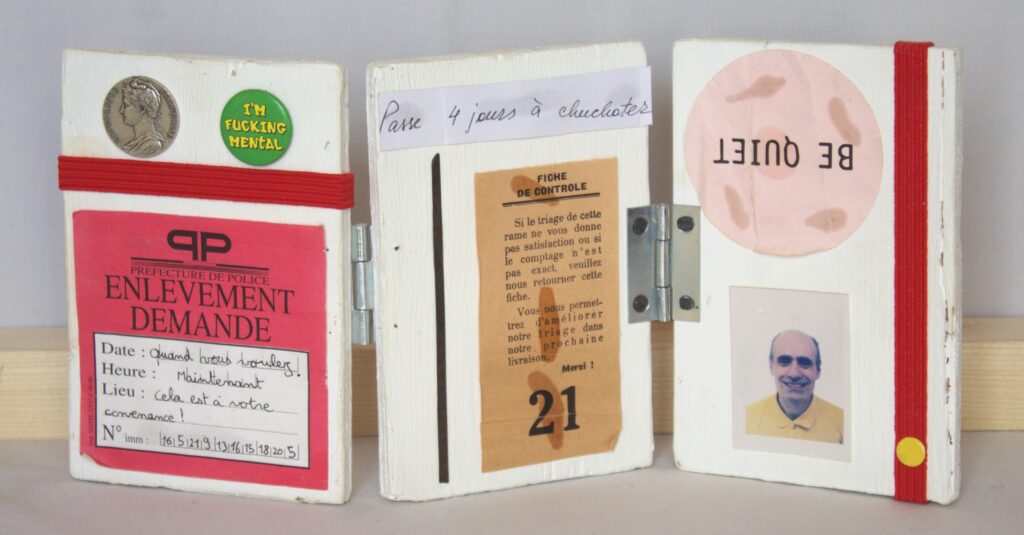 I'M
FUCKING
MENTAL
PP
PREFECTURE DE POLICE
ENLEVEMENT
DEMANDE
Date : Quand vous voulez!
Heure : Maintenant
Lieu : Cela est à votre
convenance !
N° imm : 16|5|21|9|13|16|15|18|20|5|
Passe 4 jours à chuchoter
FICHE
DE CONTROLE
Si le triage de cette
rame ne vous donne
pas satisfaction ou si
le comptage n'est
pas exact, veuillez
nous retourner cette
fiche.
Vous nous permet-
trez d'améliorer
notre triage dans
notre prochaine
livraison.
Merci !
21
BE QUIET